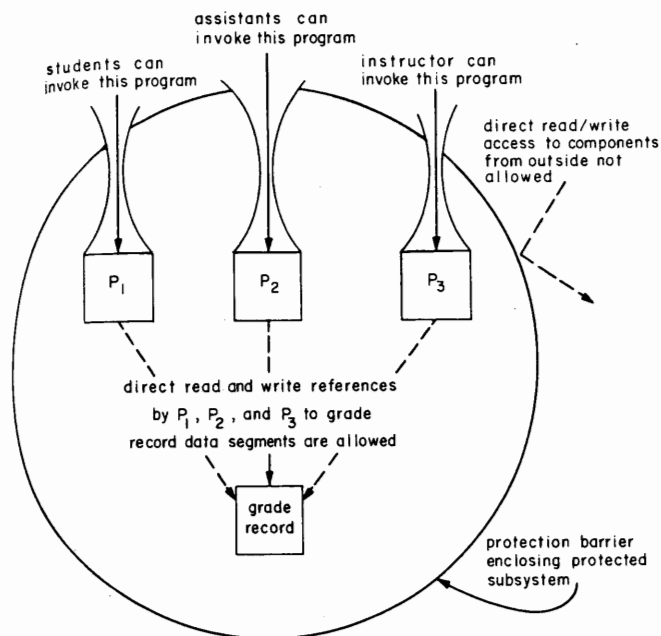 assistants can
invoke this program
students can
invoke this program
instructor can
invoke this program
direct read/write
access to components
from outside not
allowed
P1
P2
P3
direct read and write references
by P1, P2, and P3 to grade
record data segments are allowed
grade
record
protection barrier
enclosing protected
subsystem